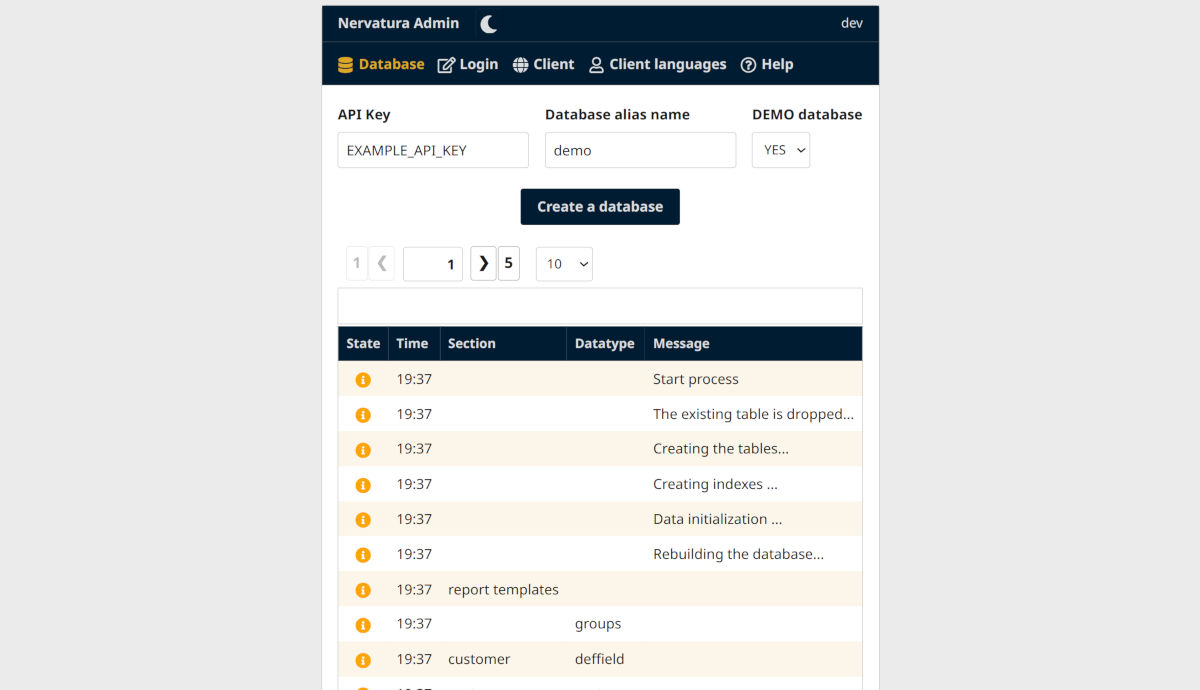 Nervatura Admin dev
Database Login Client Client languages Help
API Key Database alias name DEMO database
EXAMPLE_API_KEY demo YES
Create a database
1 ❮ 1 ❯ 5 10
State Time Section Datatype Message
19:37 Start process
19:37 The existing table is dropped...
19:37 Creating the tables...
19:37 Creating indexes ...
19:37 Data initialization ...
19:37 Rebuilding the database...
19:37 report templates
19:37 groups
19:37 customer deffield